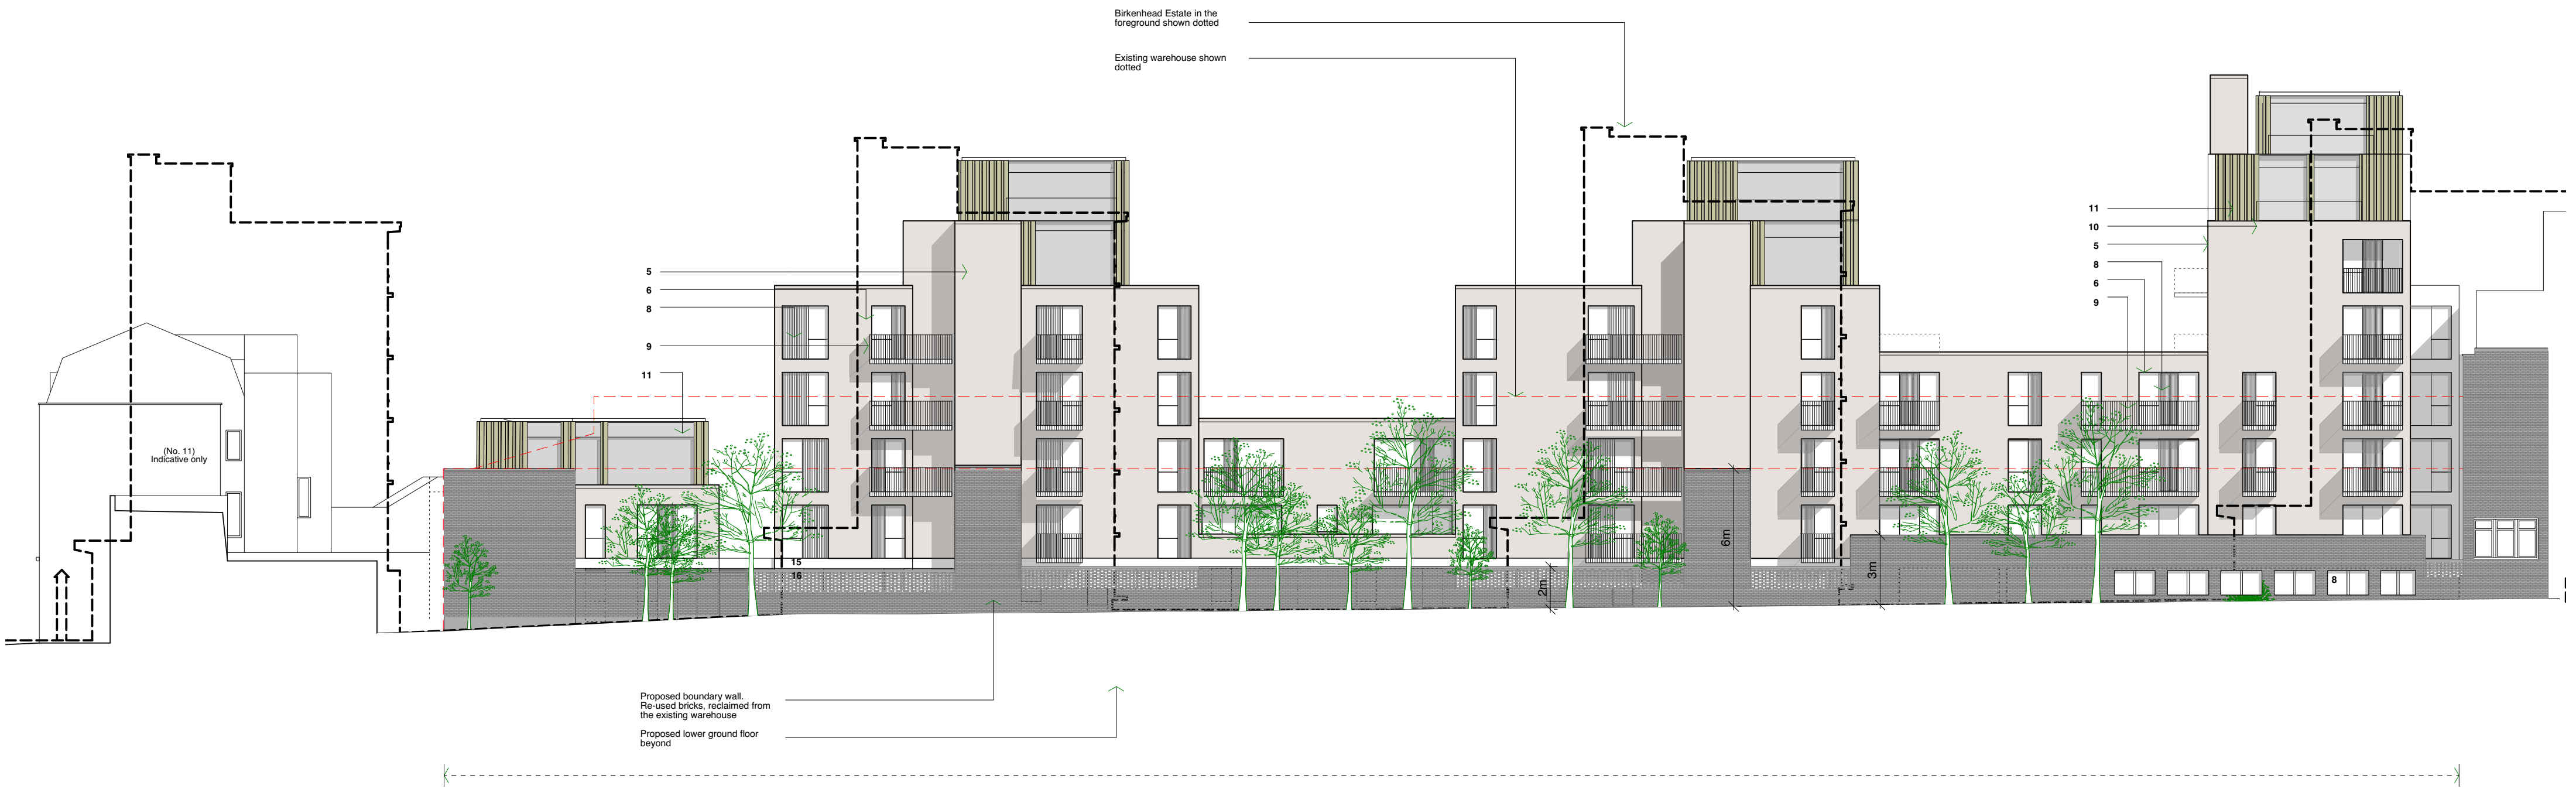 Birkenhead Estate in the
foreground shown dotted
Existing warehouse shown
dotted
11
10
5
8
6
9
5
6
8
9
11
(No. 11)
Indicative only
15
16
2m
6m
3m
8
Proposed boundary wall.
Re-used bricks, reclaimed from
the existing warehouse
Proposed lower ground floor
beyond